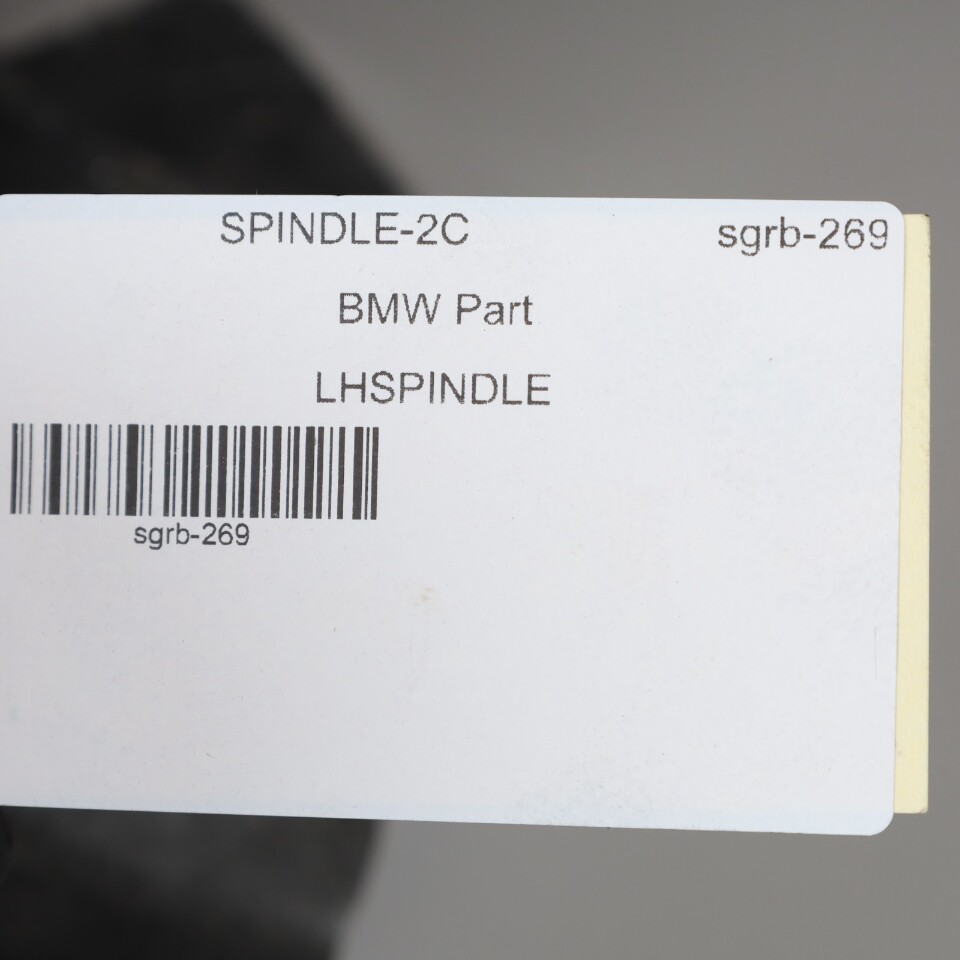 SPINDLE-2C sgrb-269
BMW Part
LHSPINDLE
sgrb-269